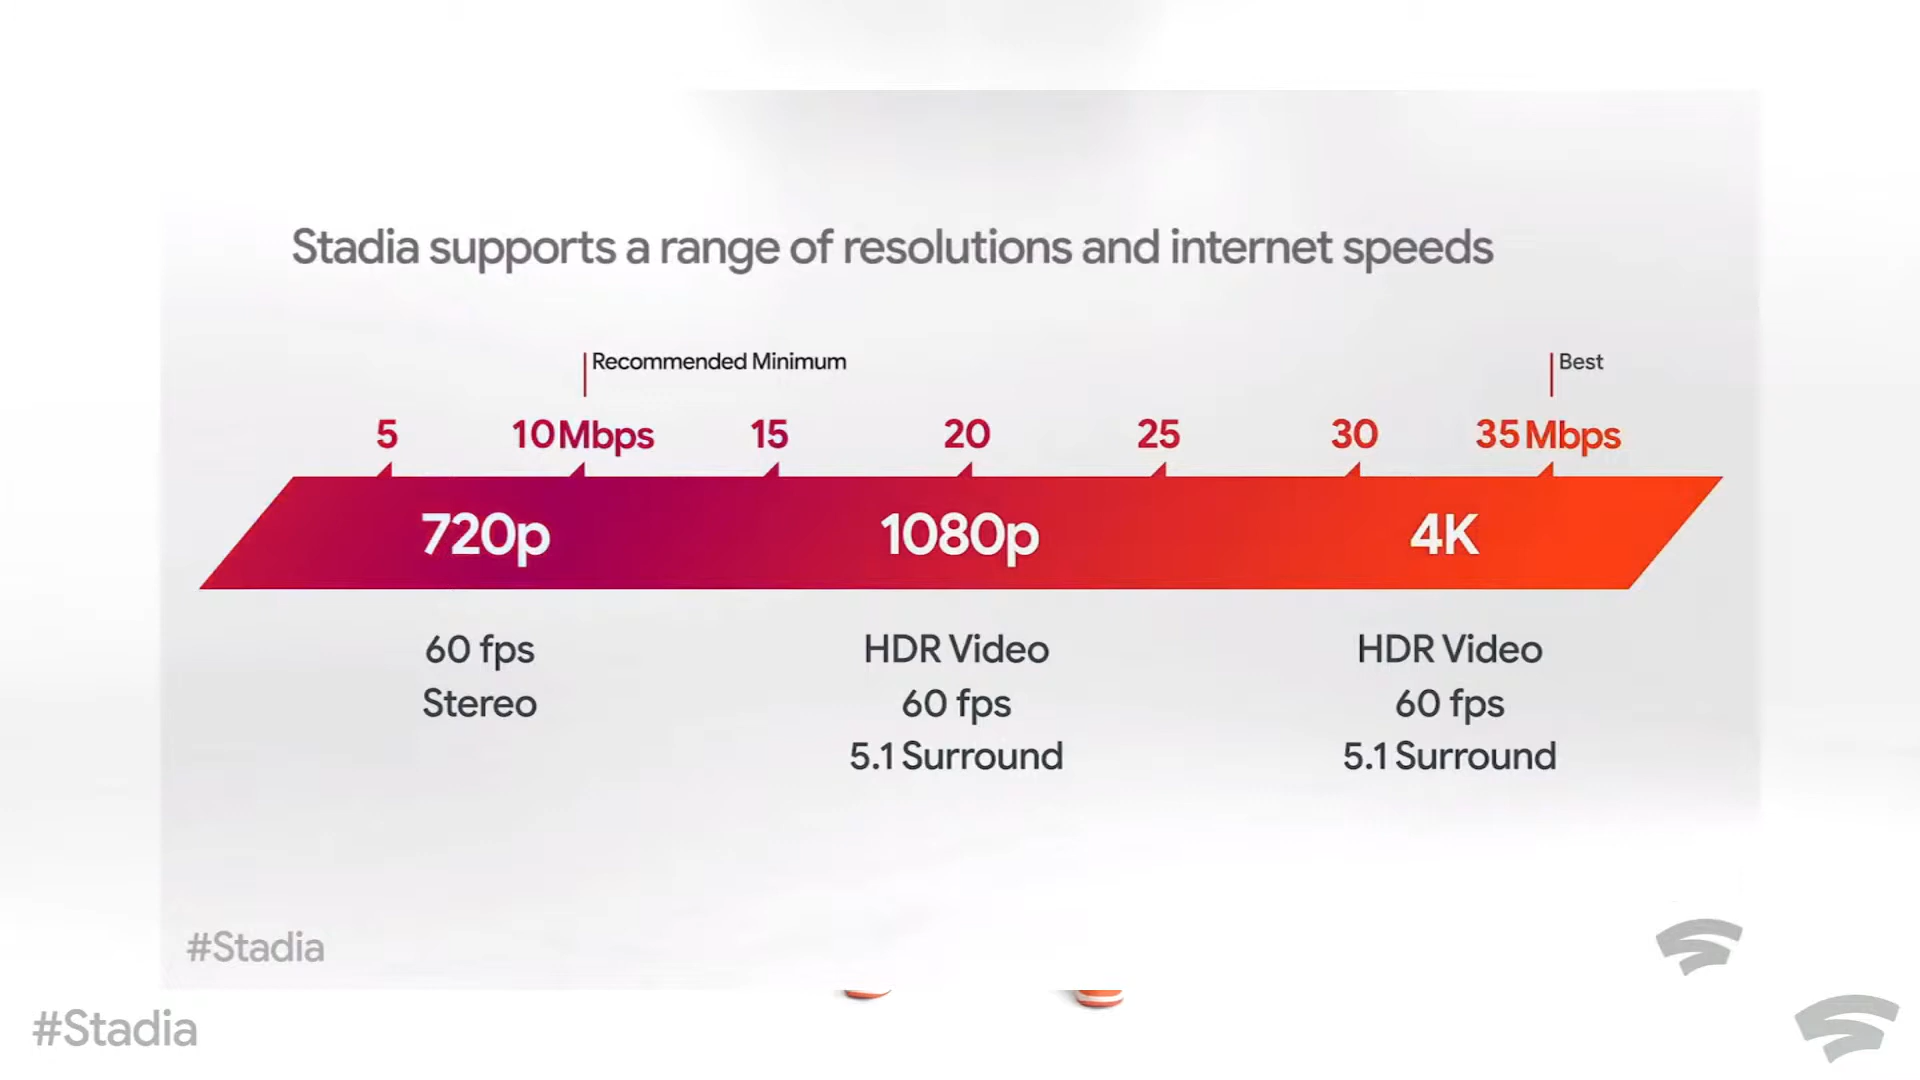 Stadia supports a range of resolutions and internet speeds
Recommended Minimum
Best
5 10 Mbps 15 20 25 30 35 Mbps
720p 1080p 4K
60 fps
Stereo
HDR Video
60 fps
5.1 Surround
HDR Video
60 fps
5.1 Surround
#Stadia
#Stadia